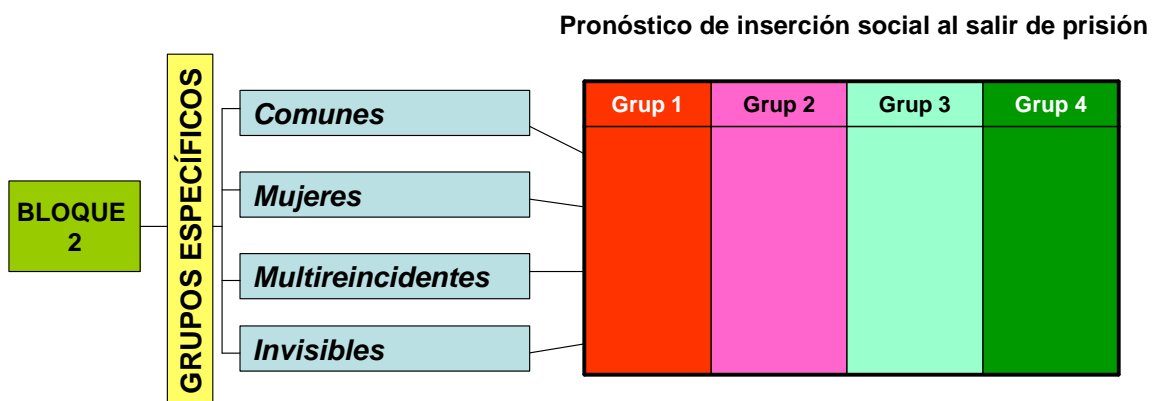 Pronóstico de inserción social al salir de prisión
BLOQUE
2
GRUPOS ESPECÍFICOS
Comunes
Mujeres
Multireincidentes
Invisibles
Grup 1
Grup 2
Grup 3
Grup 4